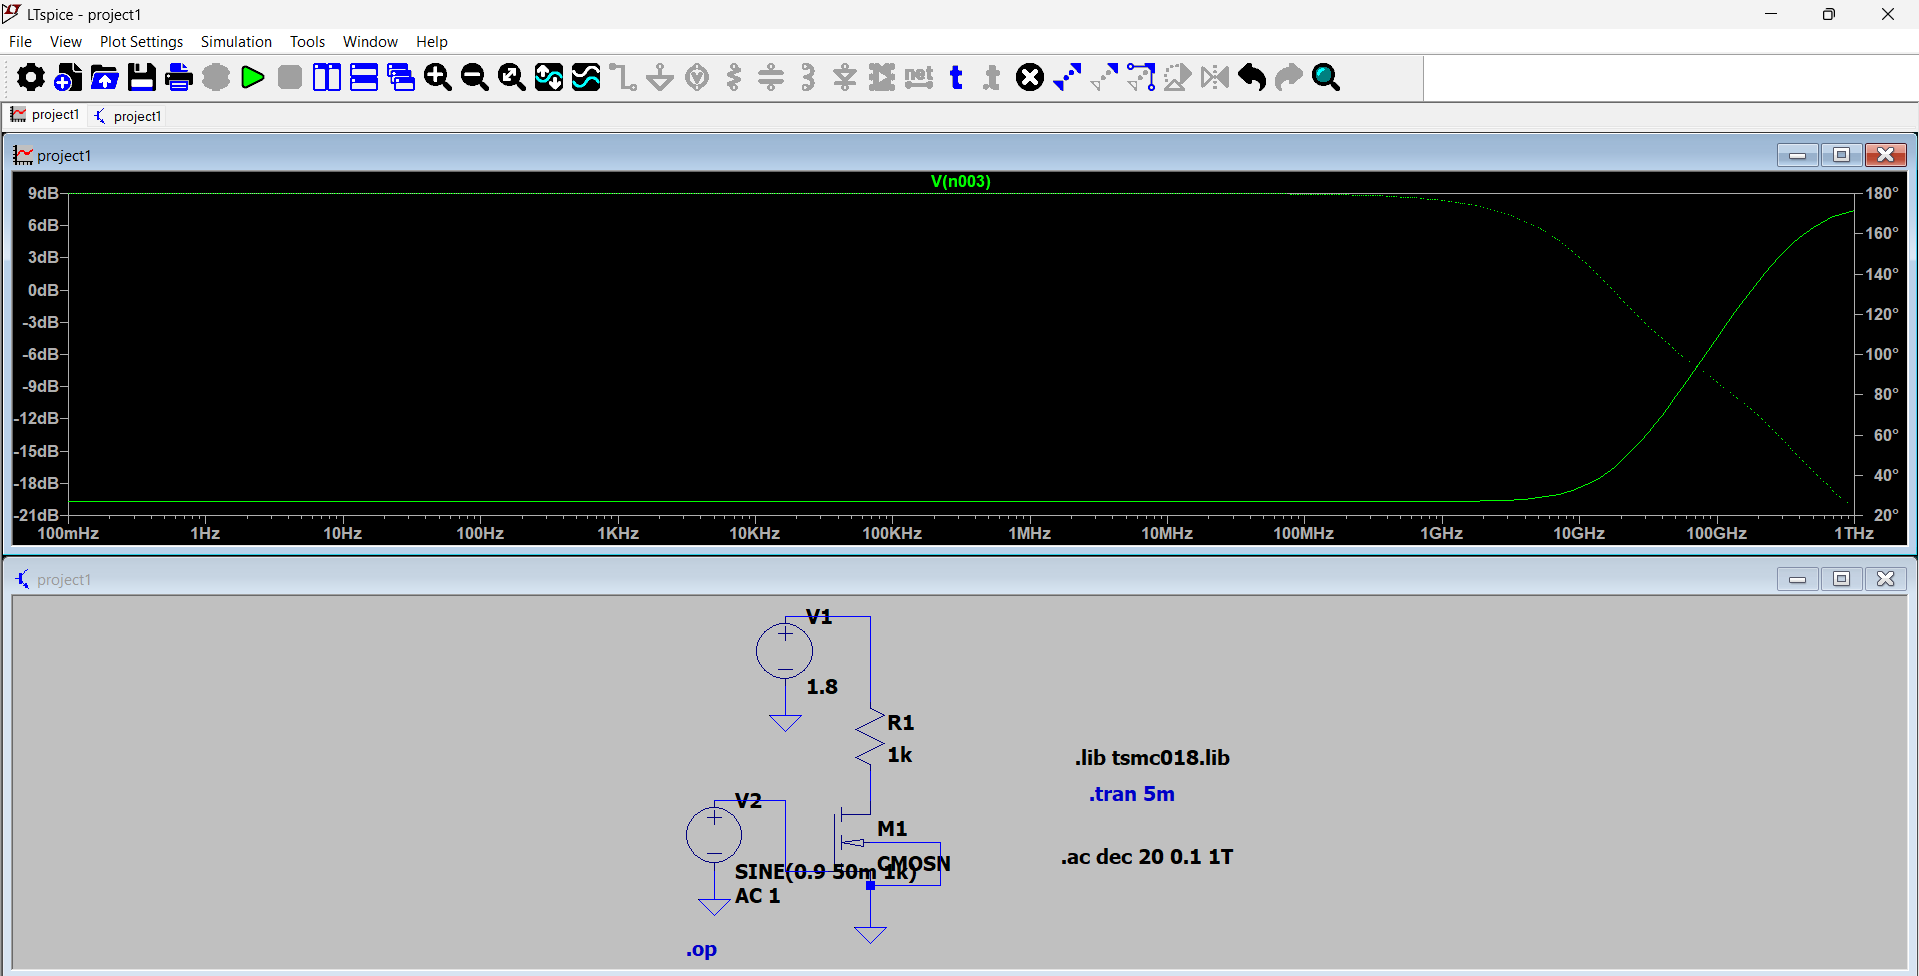 LTspice - project1
File View Plot Settings Simulation Tools Window Help
net t .t
project1 project1
project1
V(n003)
9dB 180°
6dB 160°
3dB
0dB 140°
-3dB 120°
-6dB 100°
-9dB 80°
-12dB
-15dB 60°
-18dB 40°
-21dB 20°
100mHz 1Hz 10Hz 100Hz 1KHz 10KHz 100KHz 1MHz 10MHz 100MHz 1GHz 10GHz 100GHz 1THz
project1
V1
1.8
R1
1k
.lib tsmc018.lib
.tran 5m
V2
M1
.ac dec 20 0.1 1T
CMOSN
SINE(0.9 50m 1k)
AC 1
.op